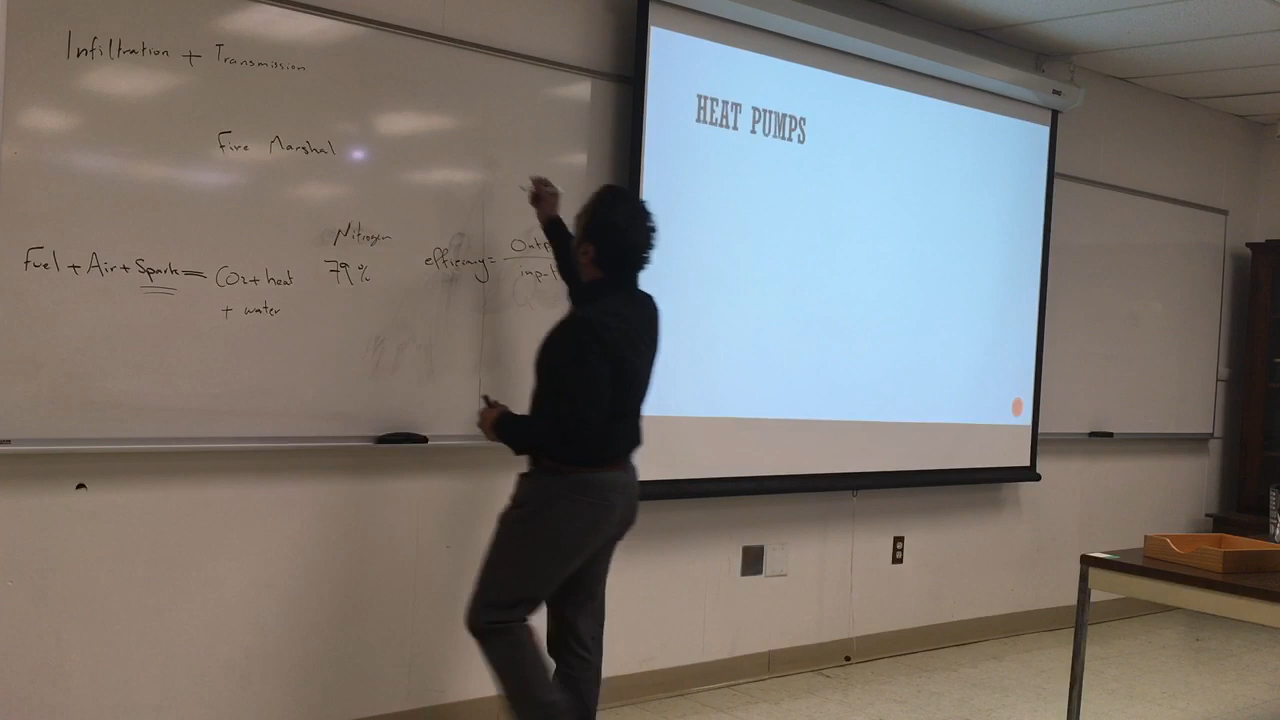 Infiltration + Transmission
Fire Marshal
Nitrogen
79%
Fuel + Air + Spark = CO2 + heat
+ water
efficiency =
HEAT PUMPS